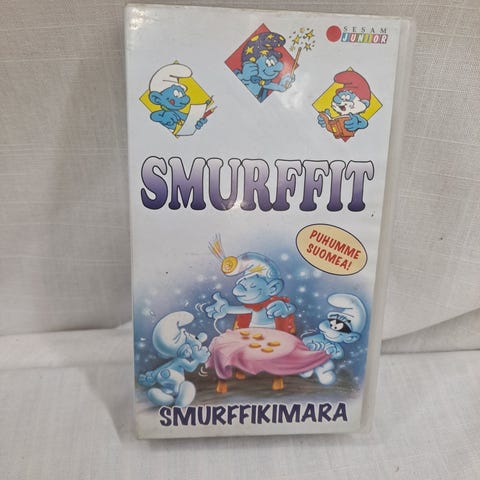 SESAM
JUNIOR
SMURFFIT
PUHUMME
SUOMEA!
SMURFFIKIMARA